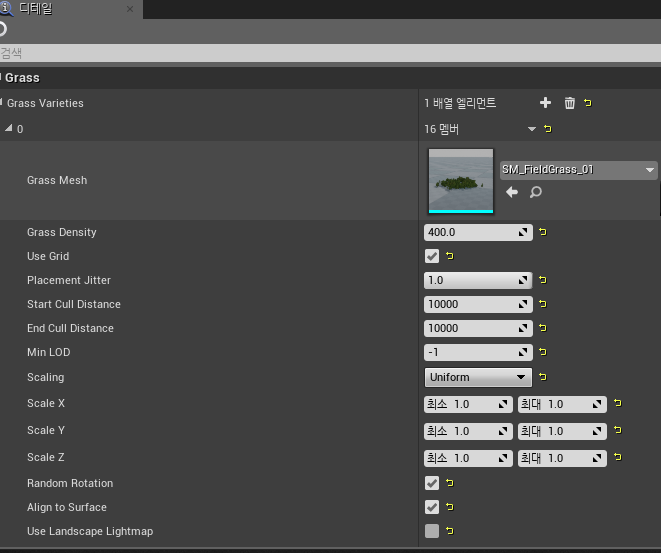 디테일
검색
Grass
Grass Varieties 1 배열 엘리먼트
0 16 멤버
Grass Mesh SM_FieldGrass_01
Grass Density 400.0
Use Grid
Placement Jitter 1.0
Start Cull Distance 10000
End Cull Distance 10000
Min LOD -1
Scaling Uniform
Scale X 최소 1.0 최대 1.0
Scale Y 최소 1.0 최대 1.0
Scale Z 최소 1.0 최대 1.0
Random Rotation
Align to Surface
Use Landscape Lightmap